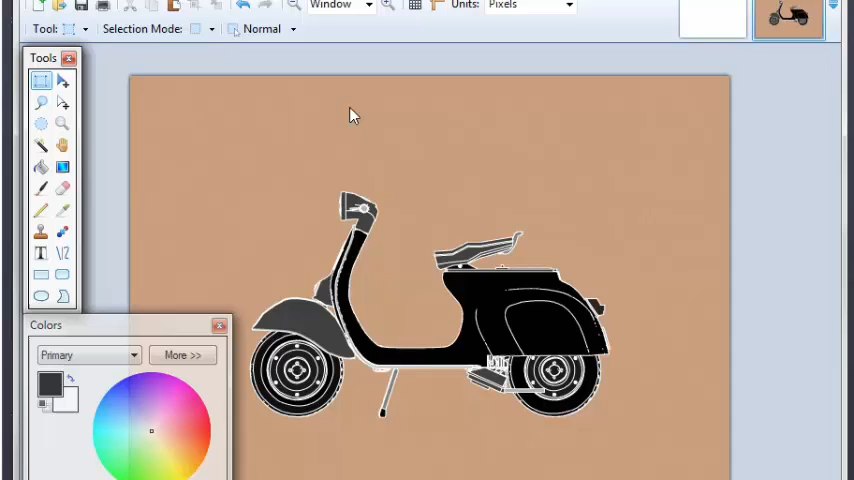 Window Units: Pixels
Tool: Selection Mode: Normal
Tools
Colors
Primary More >>